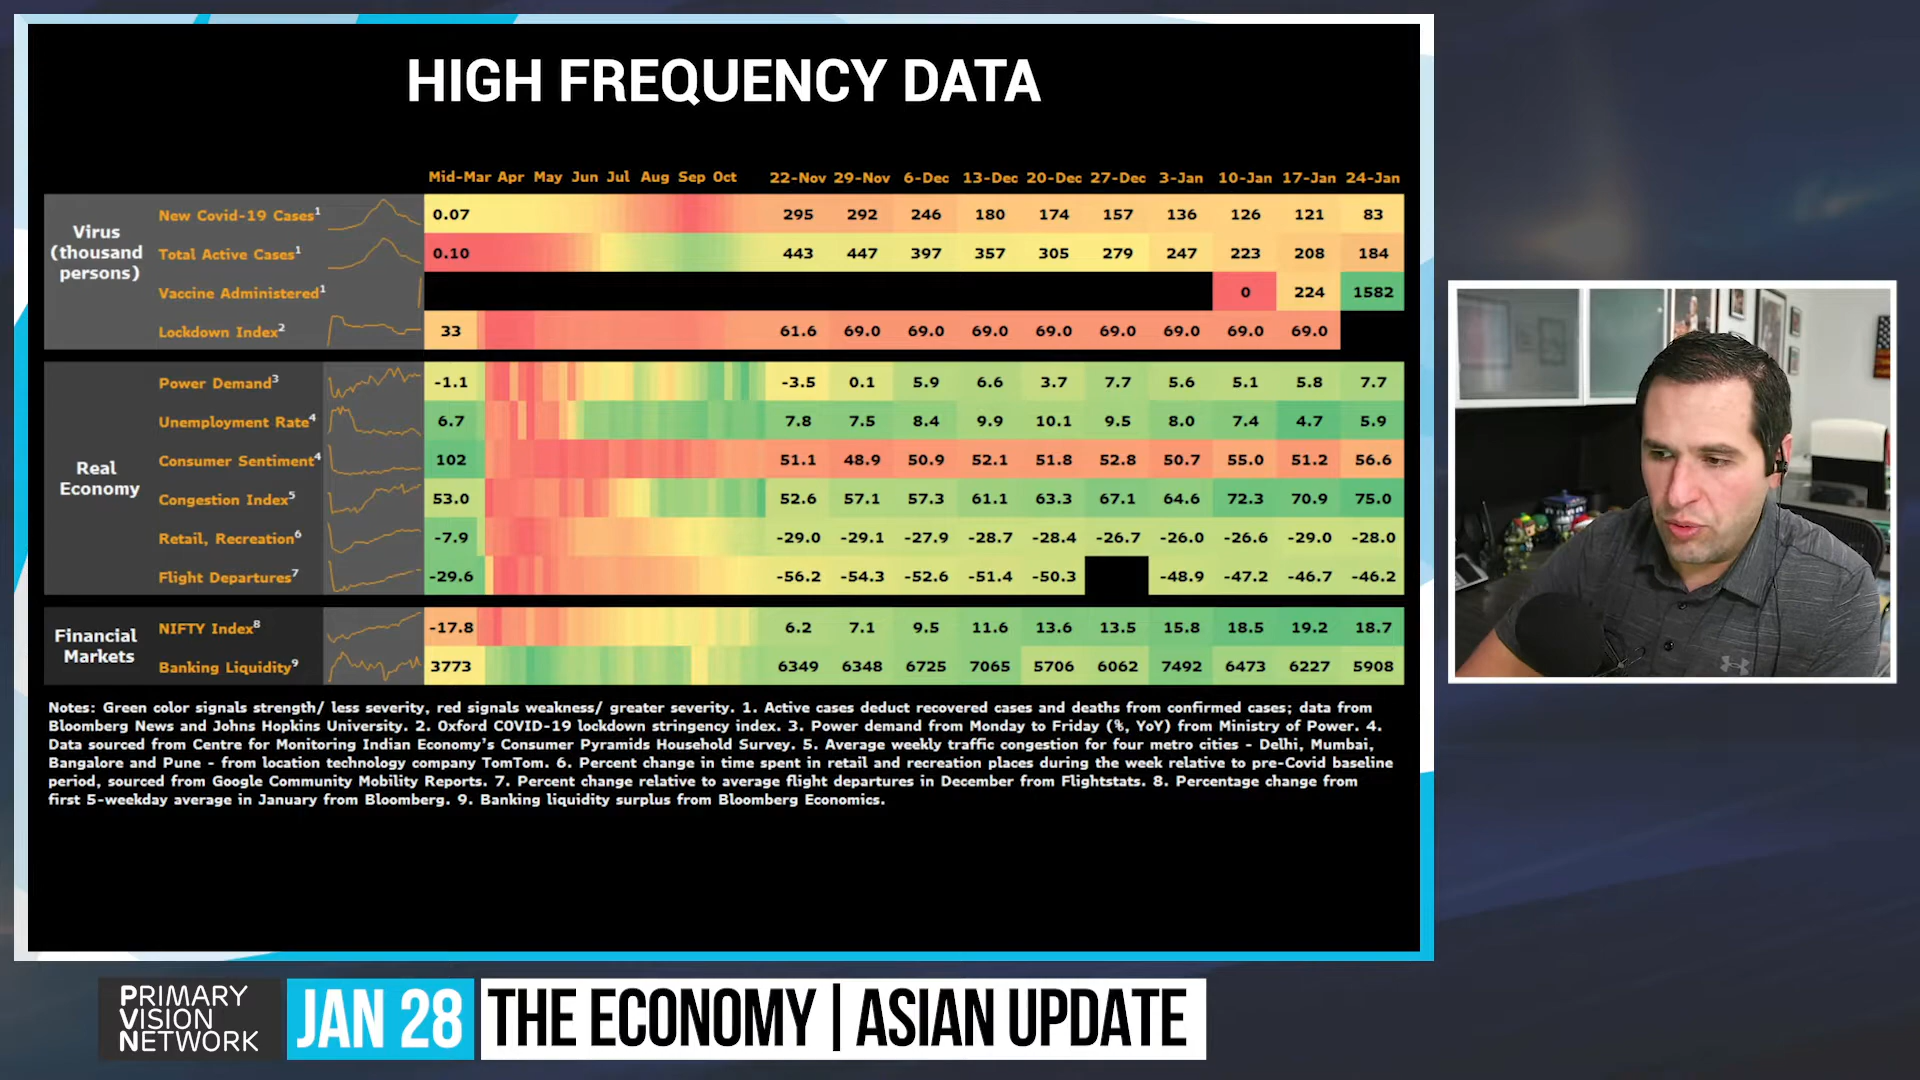 HIGH FREQUENCY DATA
Mid-Mar Apr May Jun Jul Aug Sep Oct 22-Nov 29-Nov 6-Dec 13-Dec 20-Dec 27-Dec 3-Jan 10-Jan 17-Jan 24-Jan
Virus (thousand persons)
New Covid-19 Cases1 0.07 295 292 246 180 174 157 136 126 121 83
Total Active Cases1 0.10 443 447 397 357 305 279 247 223 208 184
Vaccine Administered1 0 224 1582
Lockdown Index2 33 61.6 69.0 69.0 69.0 69.0 69.0 69.0 69.0 69.0
Real Economy
Power Demand3 -1.1 -3.5 0.1 5.9 6.6 3.7 7.7 5.6 5.1 5.8 7.7
Unemployment Rate4 6.7 7.8 7.5 8.4 9.9 10.1 9.5 8.0 7.4 4.7 5.9
Consumer Sentiment4 102 51.1 48.9 50.9 52.1 51.8 52.8 50.7 55.0 51.2 56.6
Congestion Index5 53.0 52.6 57.1 57.3 61.1 63.3 67.1 64.6 72.3 70.9 75.0
Retail, Recreation6 -7.9 -29.0 -29.1 -27.9 -28.7 -28.4 -26.7 -26.0 -26.6 -29.0 -28.0
Flight Departures7 -29.6 -56.2 -54.3 -52.6 -51.4 -50.3 -48.9 -47.2 -46.7 -46.2
Financial Markets
NIFTY Index8 -17.8 6.2 7.1 9.5 11.6 13.6 13.5 15.8 18.5 19.2 18.7
Banking Liquidity9 3773 6349 6348 6725 7065 5706 6062 7492 6473 6227 5908
Notes: Green color signals strength/ less severity, red signals weakness/ greater severity. 1. Active cases deduct recovered cases and deaths from confirmed cases; data from
Bloomberg News and Johns Hopkins University. 2. Oxford COVID-19 lockdown stringency index. 3. Power demand from Monday to Friday (%, YoY) from Ministry of Power. 4.
Data sourced from Centre for Monitoring Indian Economy's Consumer Pyramids Household Survey. 5. Average weekly traffic congestion for four metro cities - Delhi, Mumbai,
Bangalore and Pune - from location technology company TomTom. 6. Percent change in time spent in retail and recreation places during the week relative to pre-Covid baseline
period, sourced from Google Community Mobility Reports. 7. Percent change relative to average flight departures in December from Flightstats. 8. Percentage change from
first 5-weekday average in January from Bloomberg. 9. Banking liquidity surplus from Bloomberg Economics.
PRIMARY
VISION
NETWORK
JAN 28
THE ECONOMY | ASIAN UPDATE